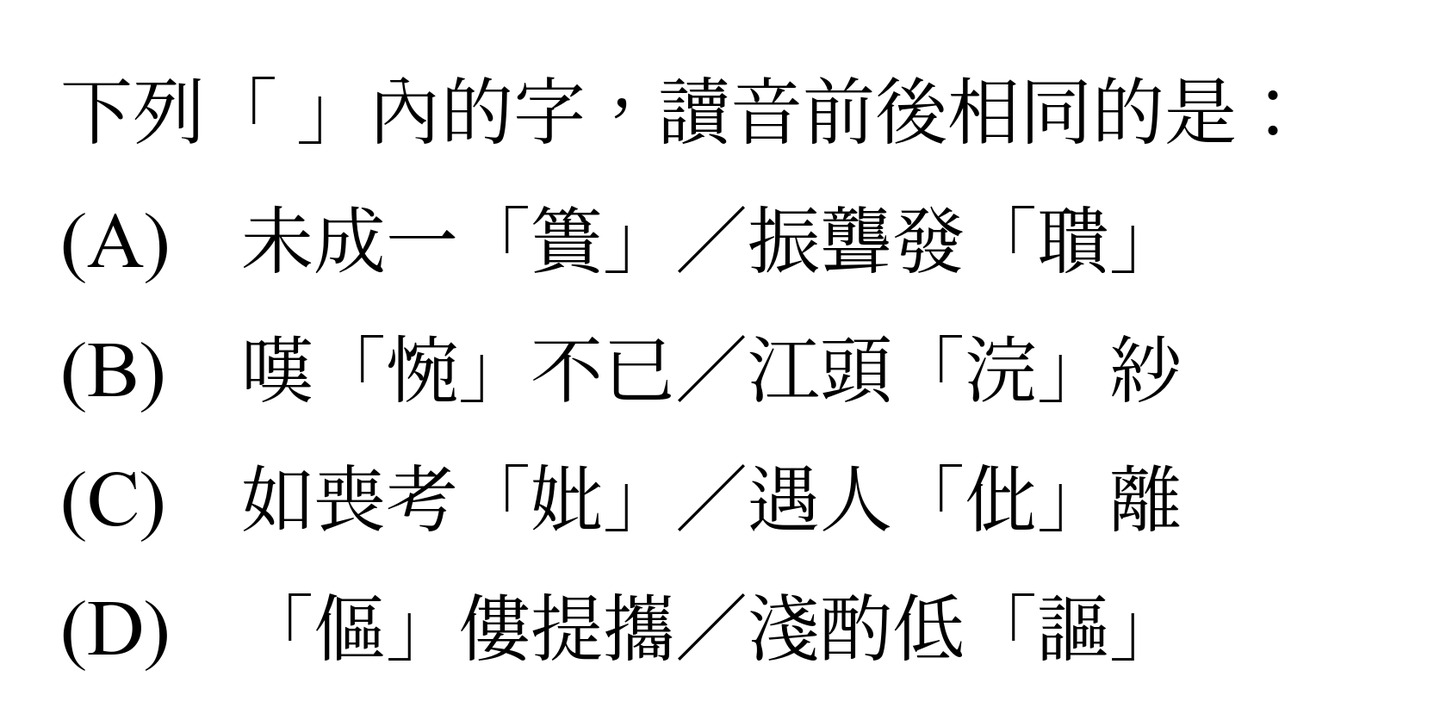 下列「 」內的字，讀音前後相同的是：
(A) 未成一「簣」／振聾發「聵」
(B) 嘆「惋」不已／江頭「浣」紗
(C) 如喪考「妣」／遇人「仳」離
(D) 「傴」僂提攜／淺酌低「謳」